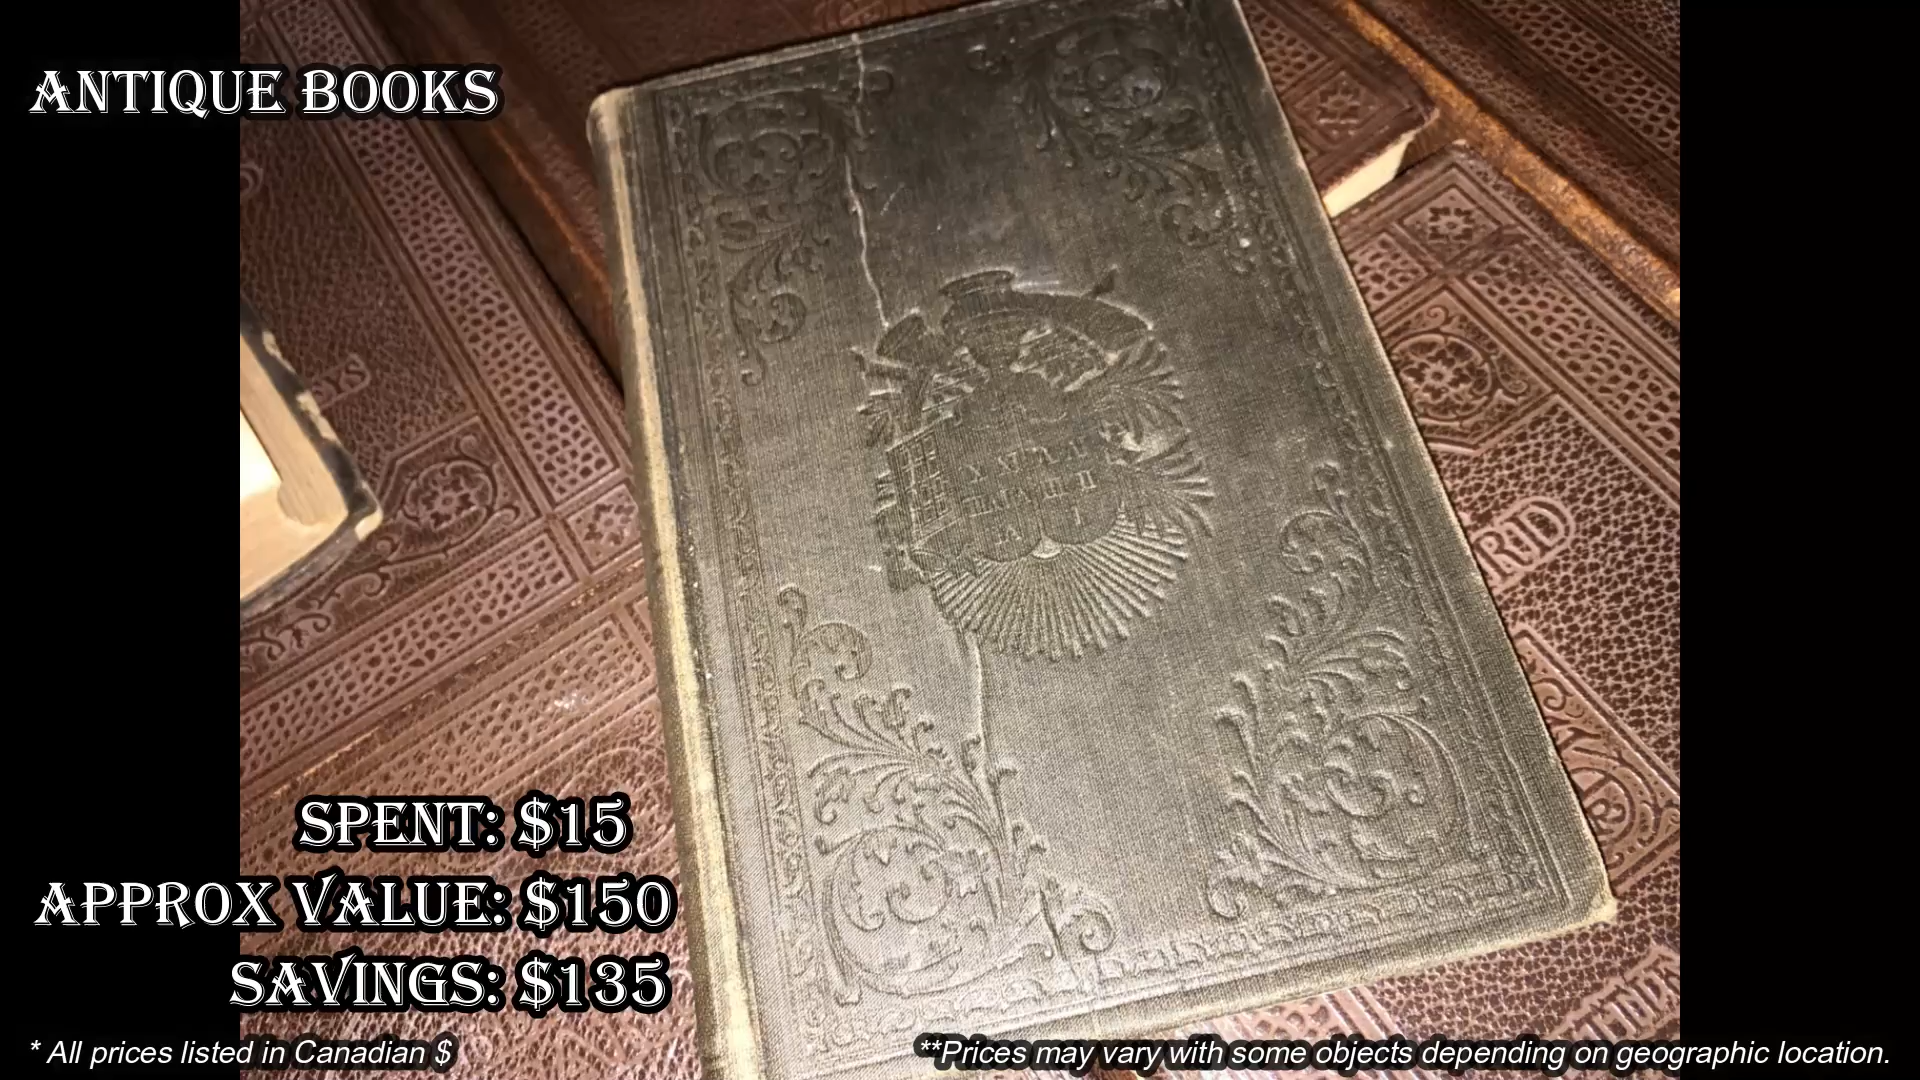 ANTIQUE BOOKS
SPENT: $15
APPROX VALUE: $150
SAVINGS: $135
* All prices listed in Canadian $
**Prices may vary with some objects depending on geographic location.